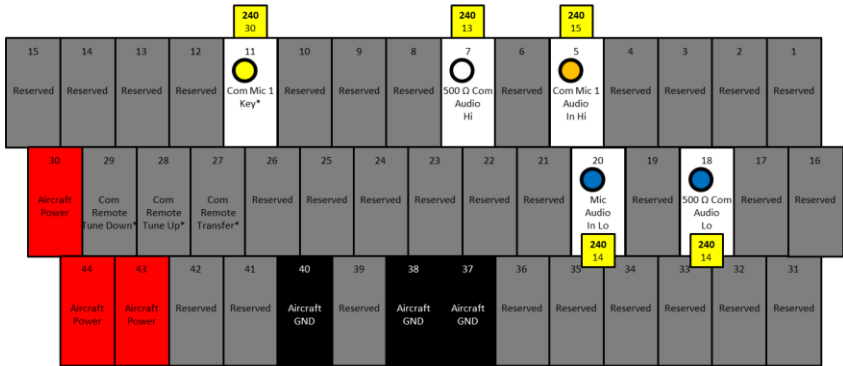 240
30
240
13
240
15
15 14 13 12 11 10 9 8 7 6 5 4 3 2 1
Reserved Reserved Reserved Reserved Com Mic 1 Reserved Reserved Reserved 500 Ω Com Reserved Com Mic 1 Reserved Reserved Reserved Reserved
Key* Audio Audio
Hi In Hi
30 29 28 27 26 25 24 23 22 21 20 19 18 17 16
Aircraft Com Com Com Reserved Reserved Reserved Reserved Reserved Reserved Mic Reserved 500 Ω Com Reserved Reserved
Power Remote Remote Remote Audio Audio
Tune Down* Tune Up* Transfer* In Lo Lo
240
14
240
14
44 43 42 41 40 39 38 37 36 35 34 33 32 31
Aircraft Aircraft Reserved Reserved Aircraft Reserved Aircraft Aircraft Reserved Reserved Reserved Reserved Reserved Reserved
Power Power GND GND GND